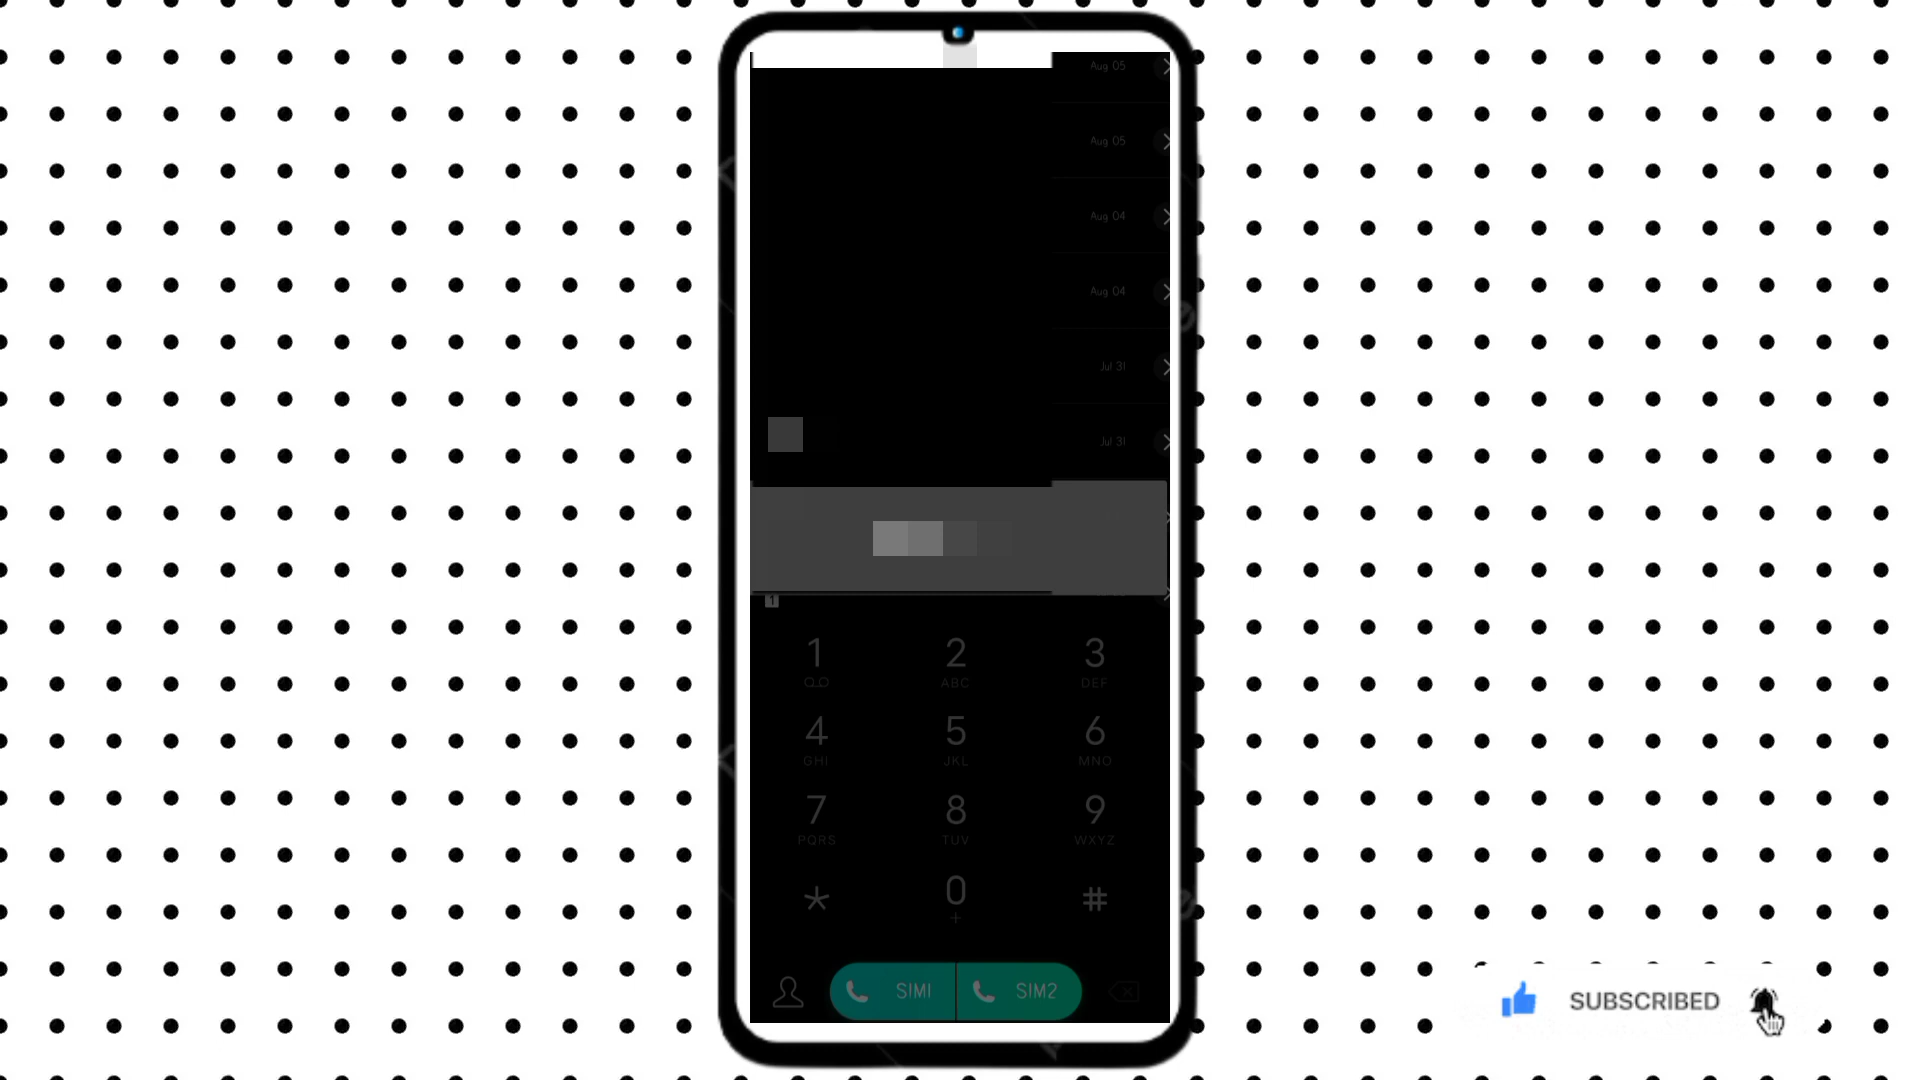 Aug 05
Aug 05
Aug 04
Aug 04
Jul 31
Jul 31
1
1 2 3
ABC DEF
4 5 6
GHI JKL MNO
7 8 9
PQRS TUV WXYZ
* 0 #
+
SIM1 SIM2
SUBSCRIBED